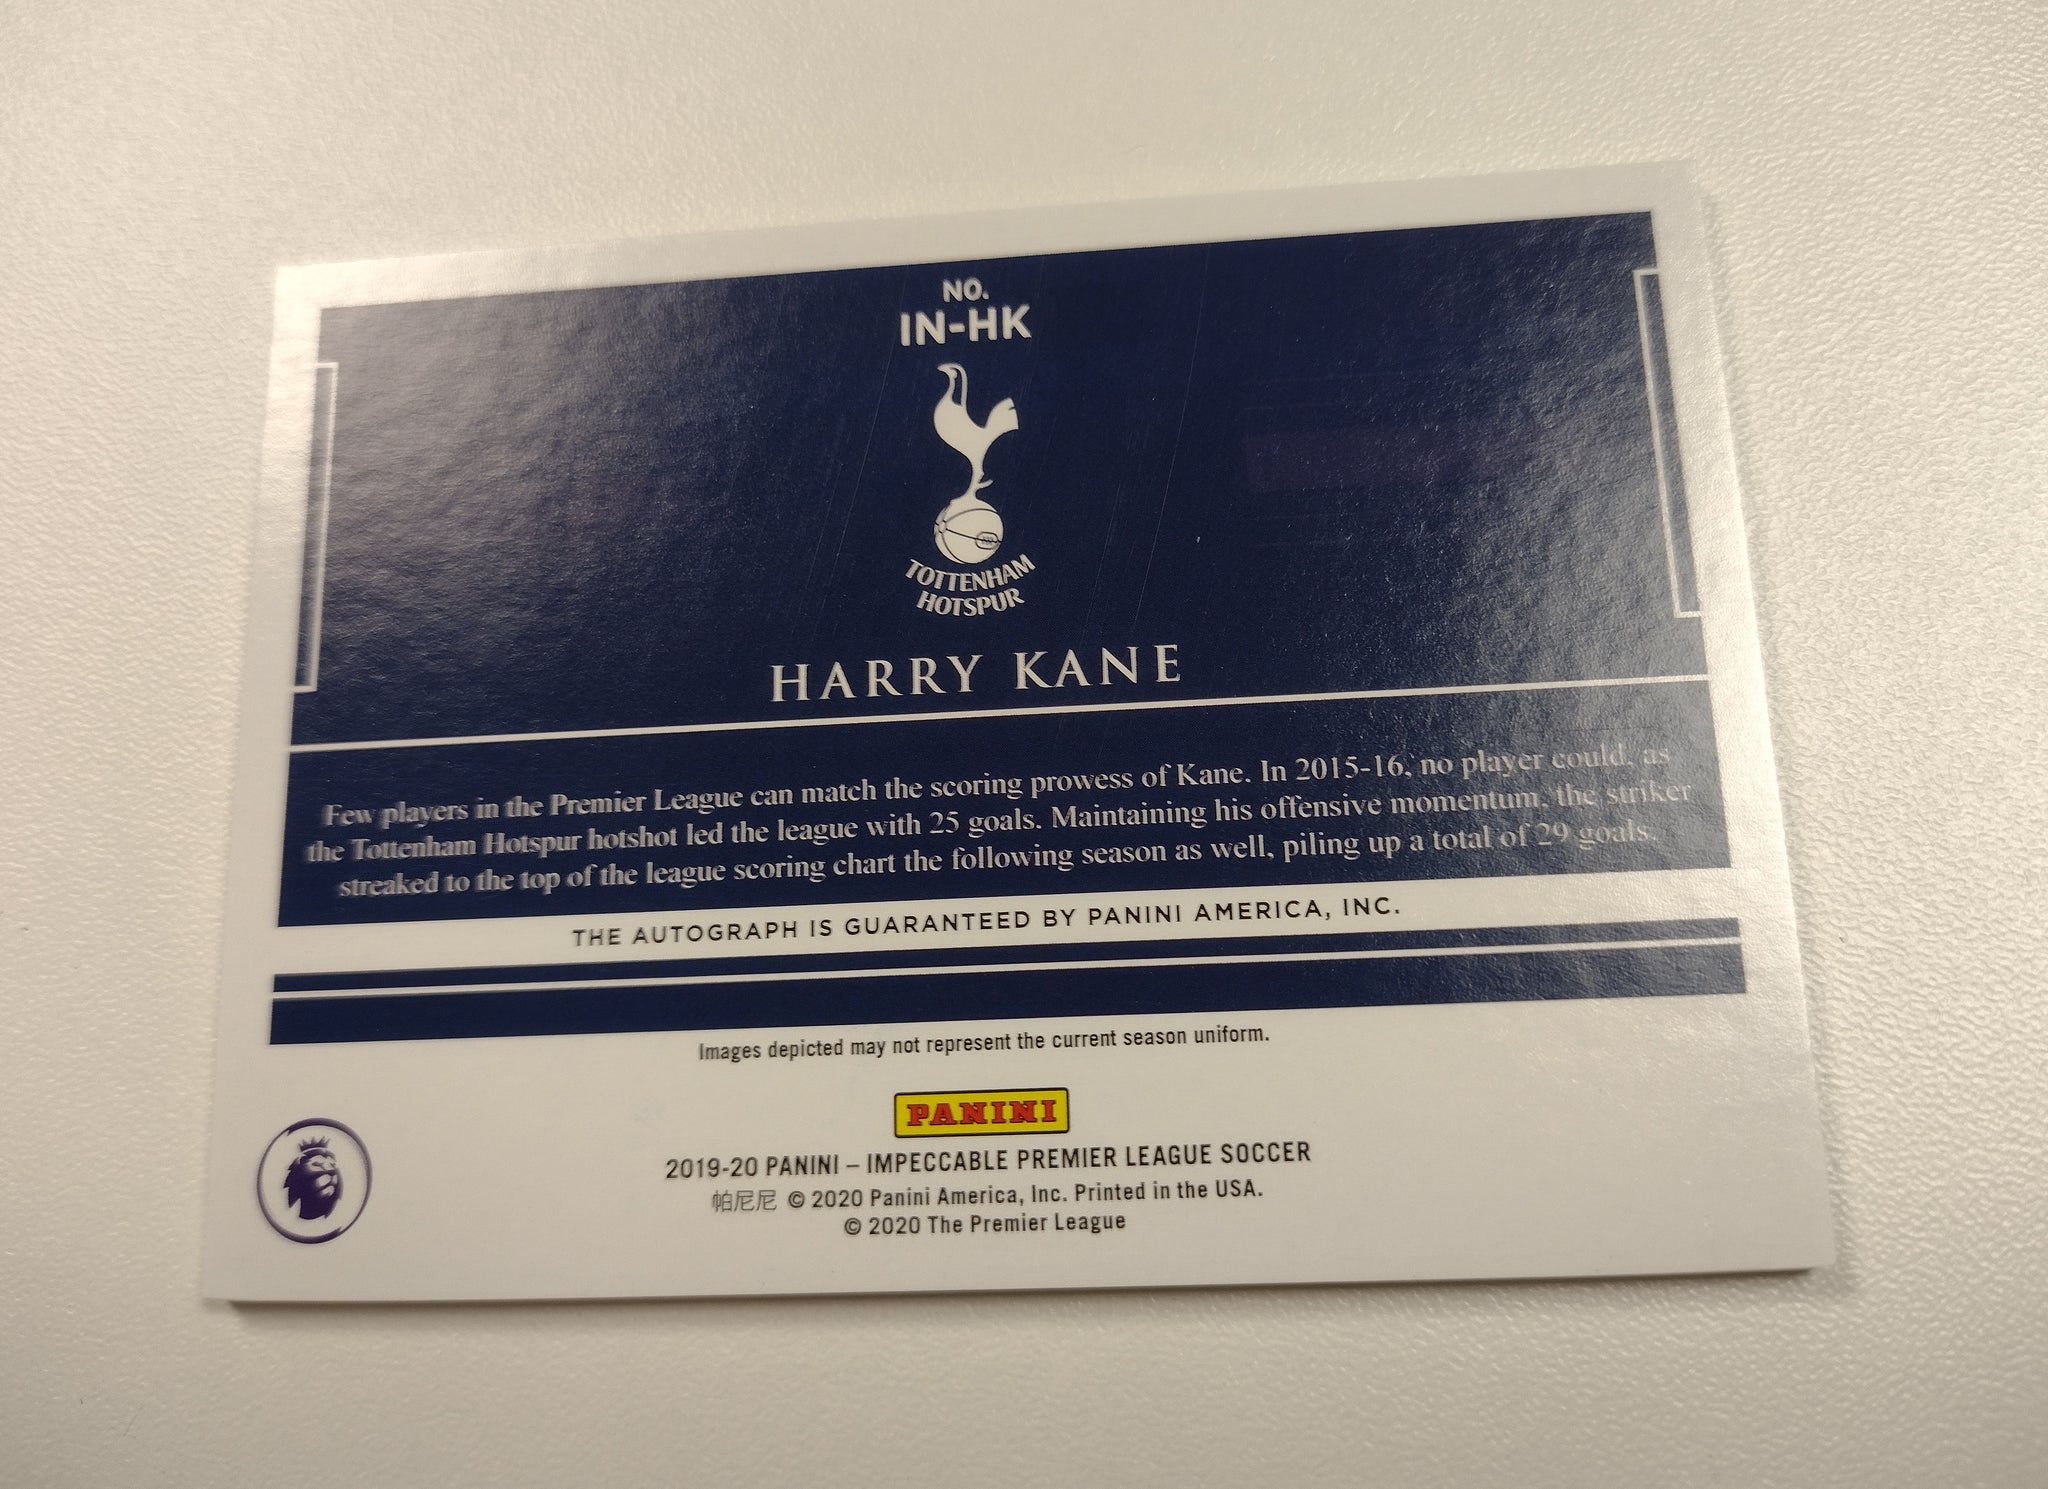 NO.
IN-HK
TOTTENHAM
HOTSPUR
HARRY KANE
Few players in the Premier League can match the scoring prowess of Kane. In 2015-16, no player could, as
the Tottenham Hotspur hotshot led the league with 25 goals. Maintaining his offensive momentum, the striker
streaked to the top of the league scoring chart the following season as well, piling up a total of 29 goals.
THE AUTOGRAPH IS GUARANTEED BY PANINI AMERICA, INC.
Images depicted may not represent the current season uniform.
PANINI
2019-20 PANINI – IMPECCABLE PREMIER LEAGUE SOCCER
帕尼尼 © 2020 Panini America, Inc. Printed in the USA.
© 2020 The Premier League